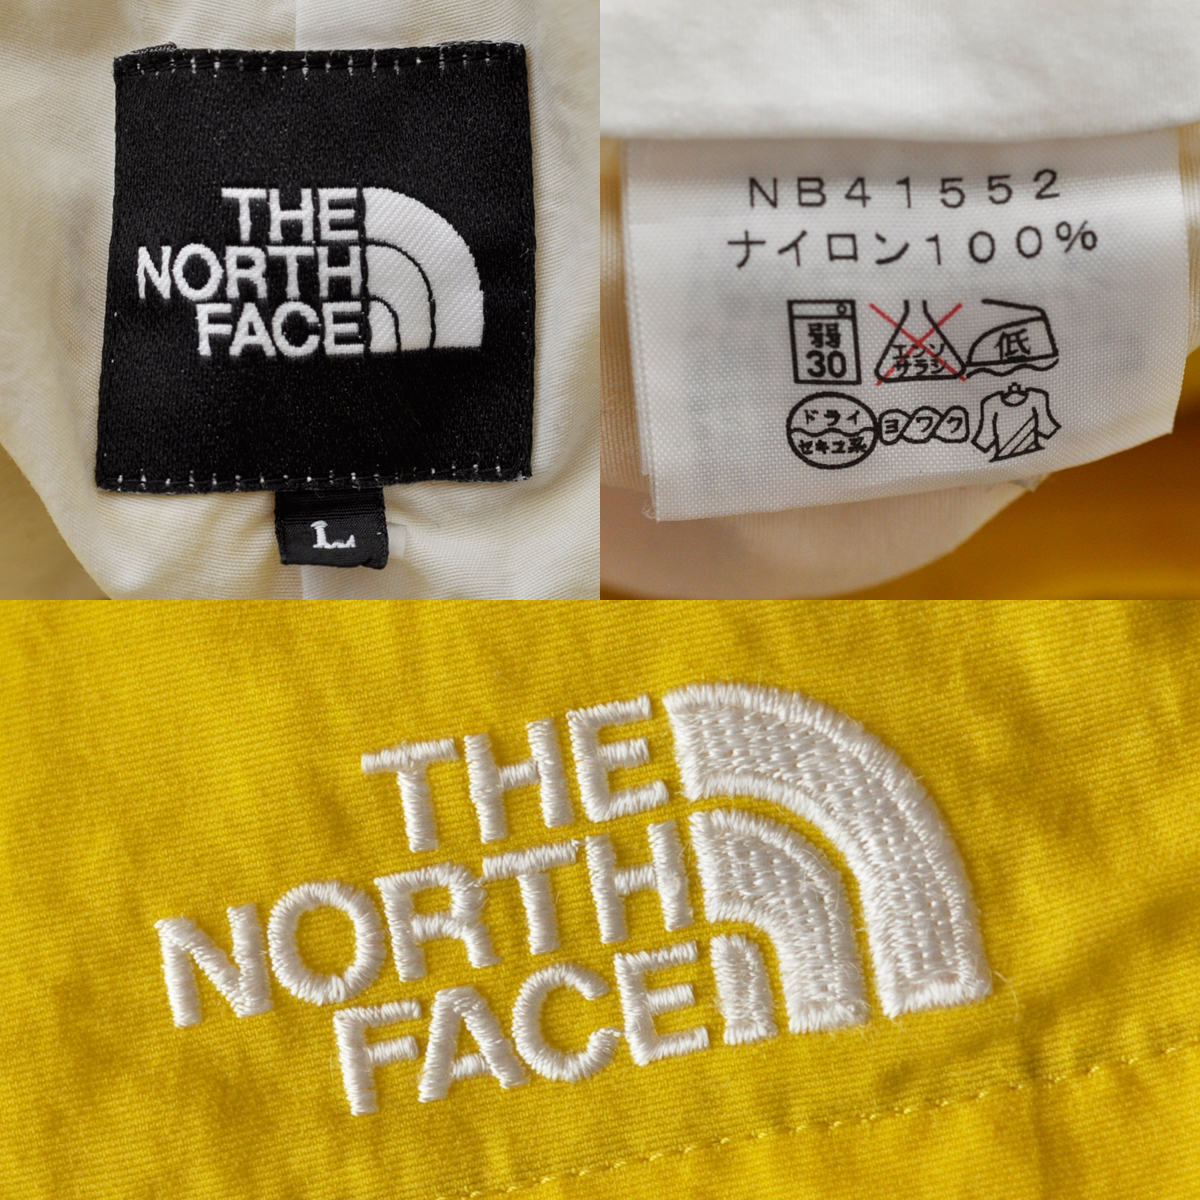 THE
NORTH
FACE
L
NB41552
ナイロン100%
弱
30
エンソ
サラシ
低
ドライ
セキユ系
ヨワク
THE
NORTH
FACE